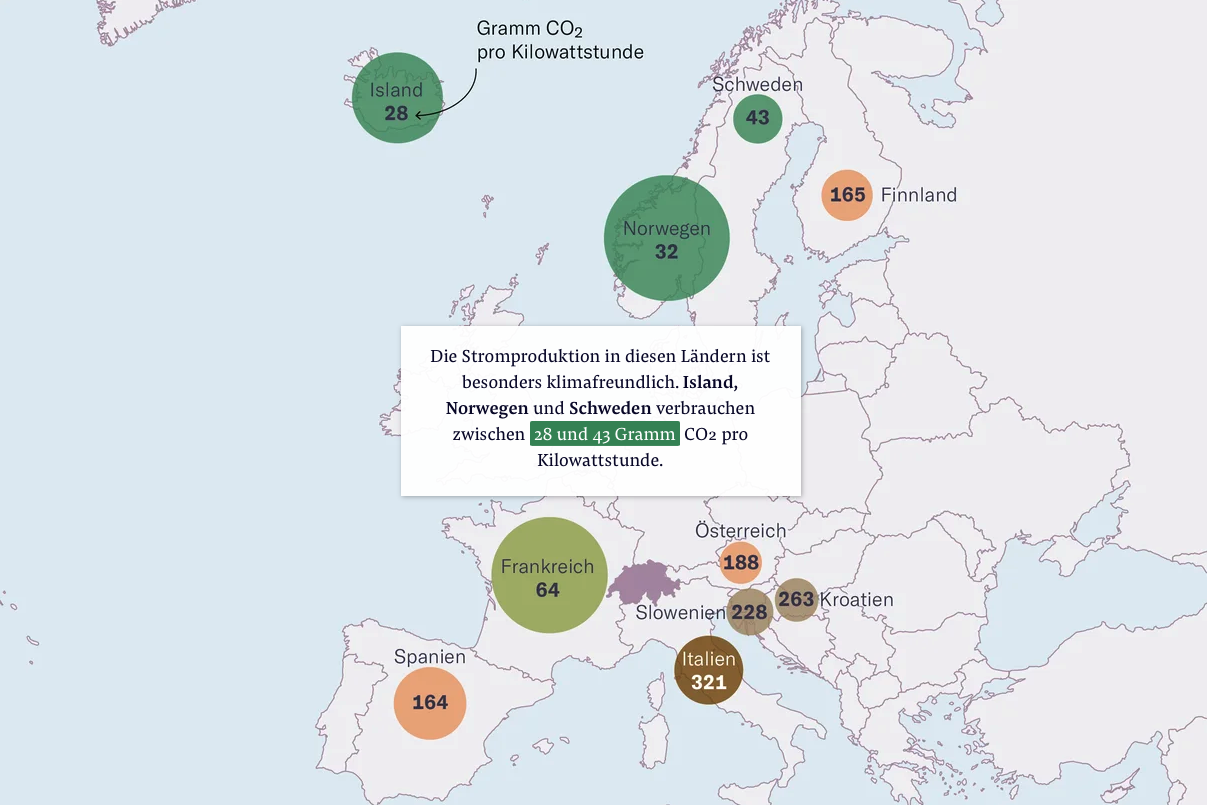 Gramm CO₂
pro Kilowattstunde
Island
28
Schweden
43
165 Finnland
Norwegen
32
Die Stromproduktion in diesen Ländern ist
besonders klimafreundlich. Island,
Norwegen und Schweden verbrauchen
zwischen 28 und 43 Gramm CO2 pro
Kilowattstunde.
Österreich
188
Frankreich
64
263 Kroatien
Slowenien 228
Spanien
164
Italien
321